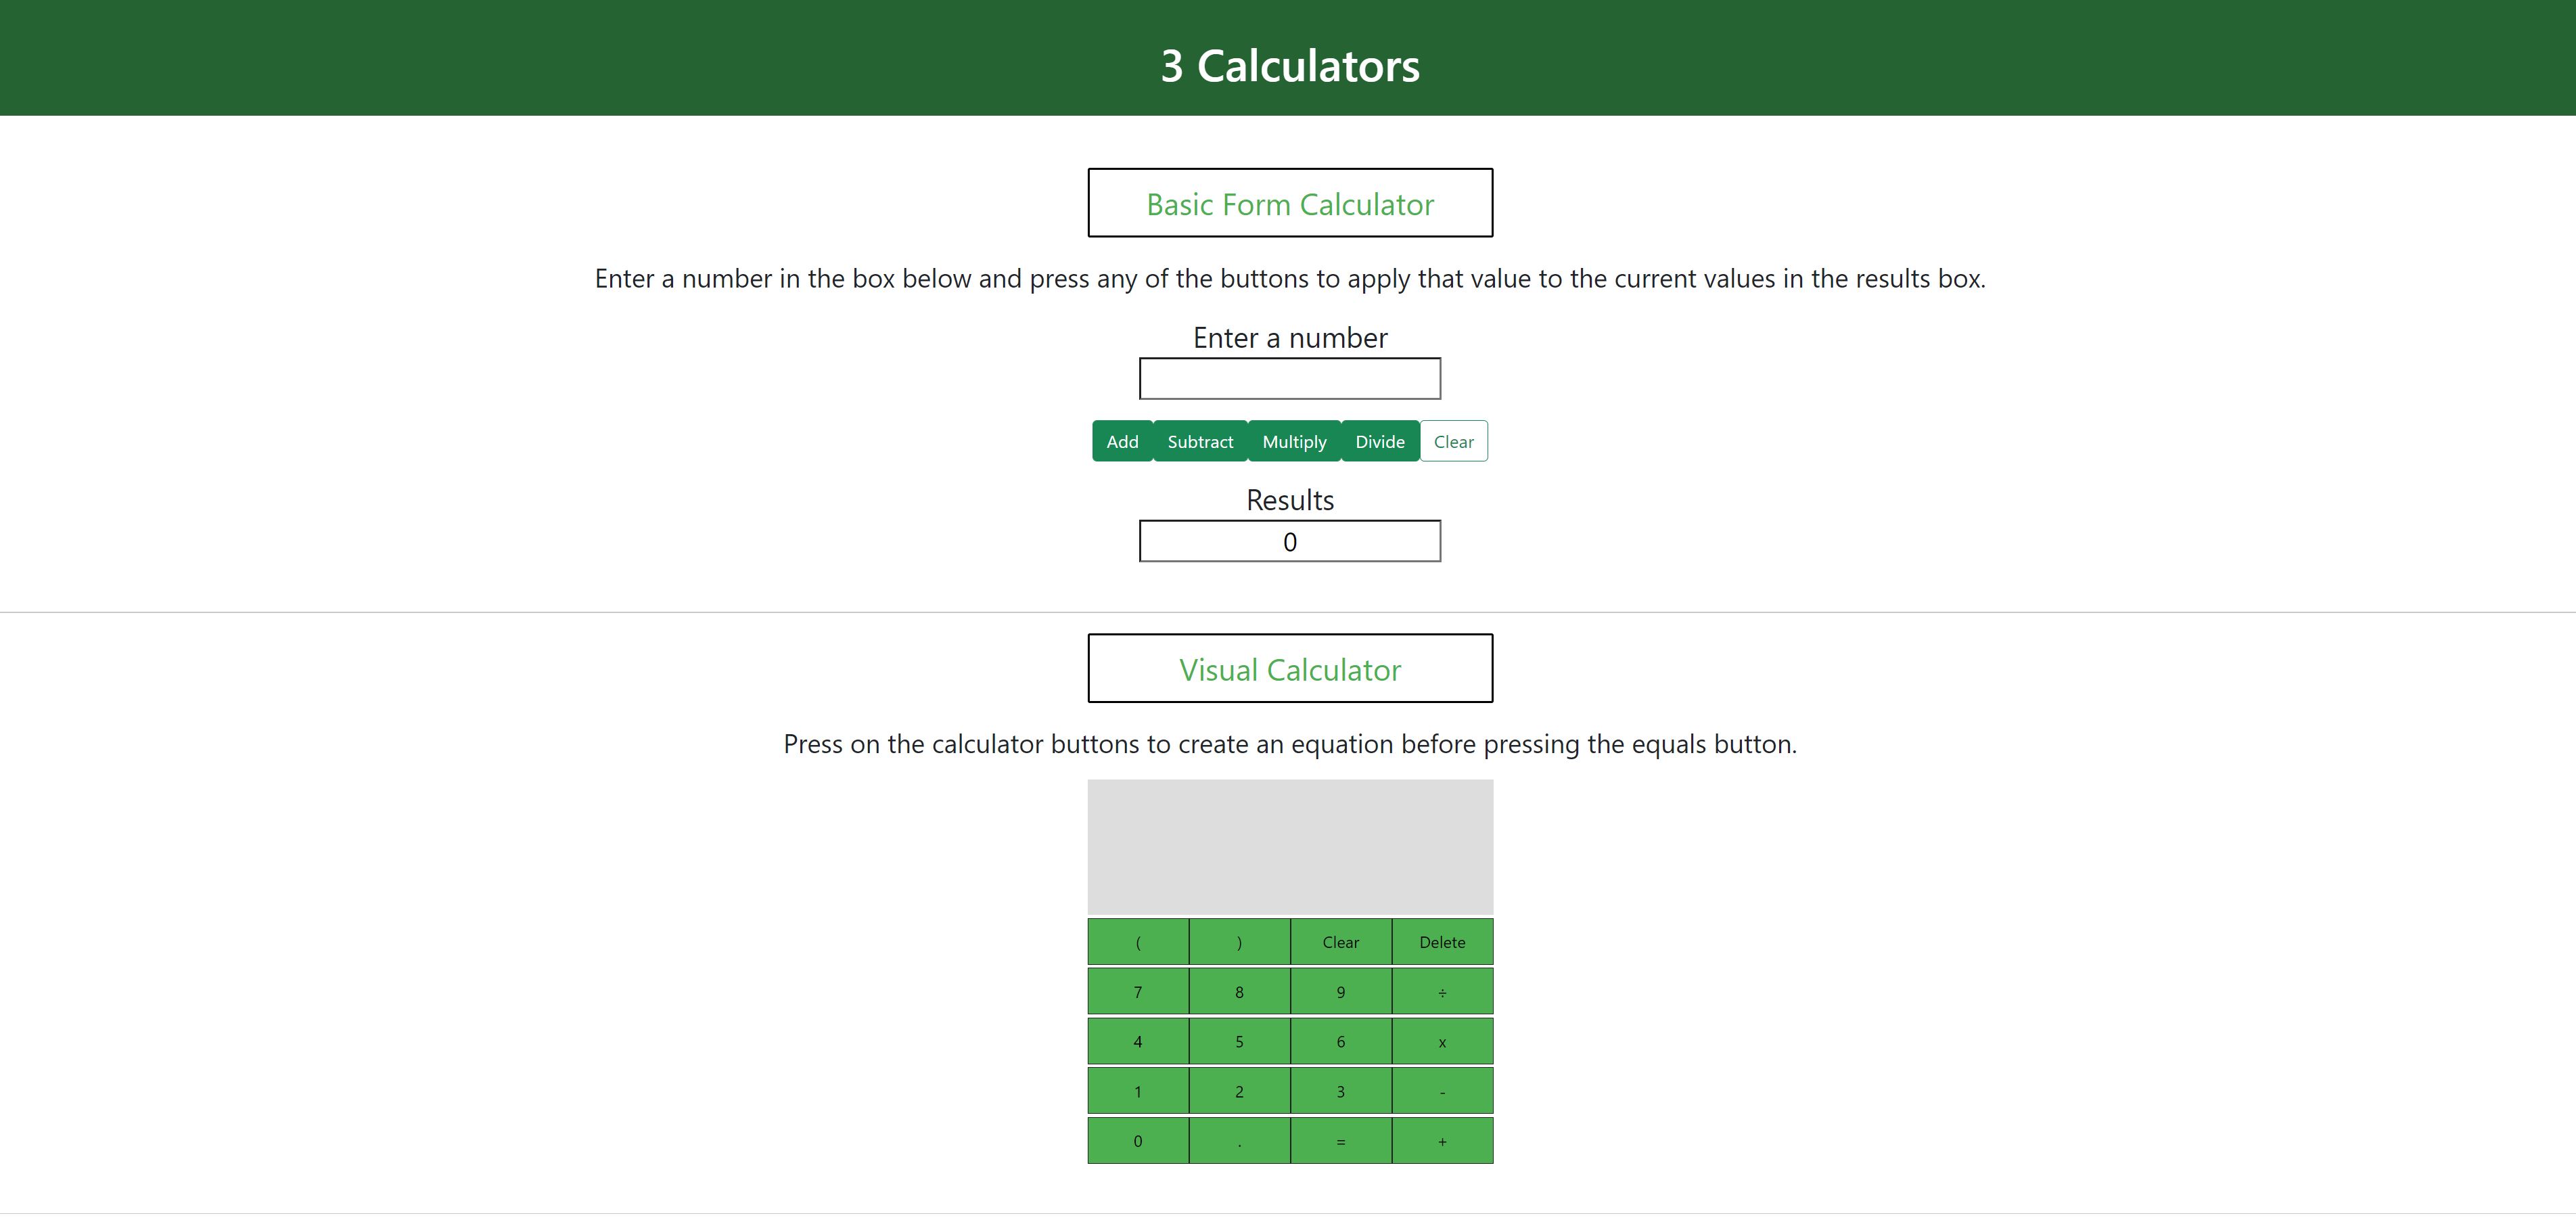 3 Calculators
Basic Form Calculator
Enter a number in the box below and press any of the buttons to apply that value to the current values in the results box.
Enter a number
Add Subtract Multiply Divide Clear
Results
0
Visual Calculator
Press on the calculator buttons to create an equation before pressing the equals button.
( ) Clear Delete
7 8 9 ÷
4 5 6 x
1 2 3 -
0 . = +